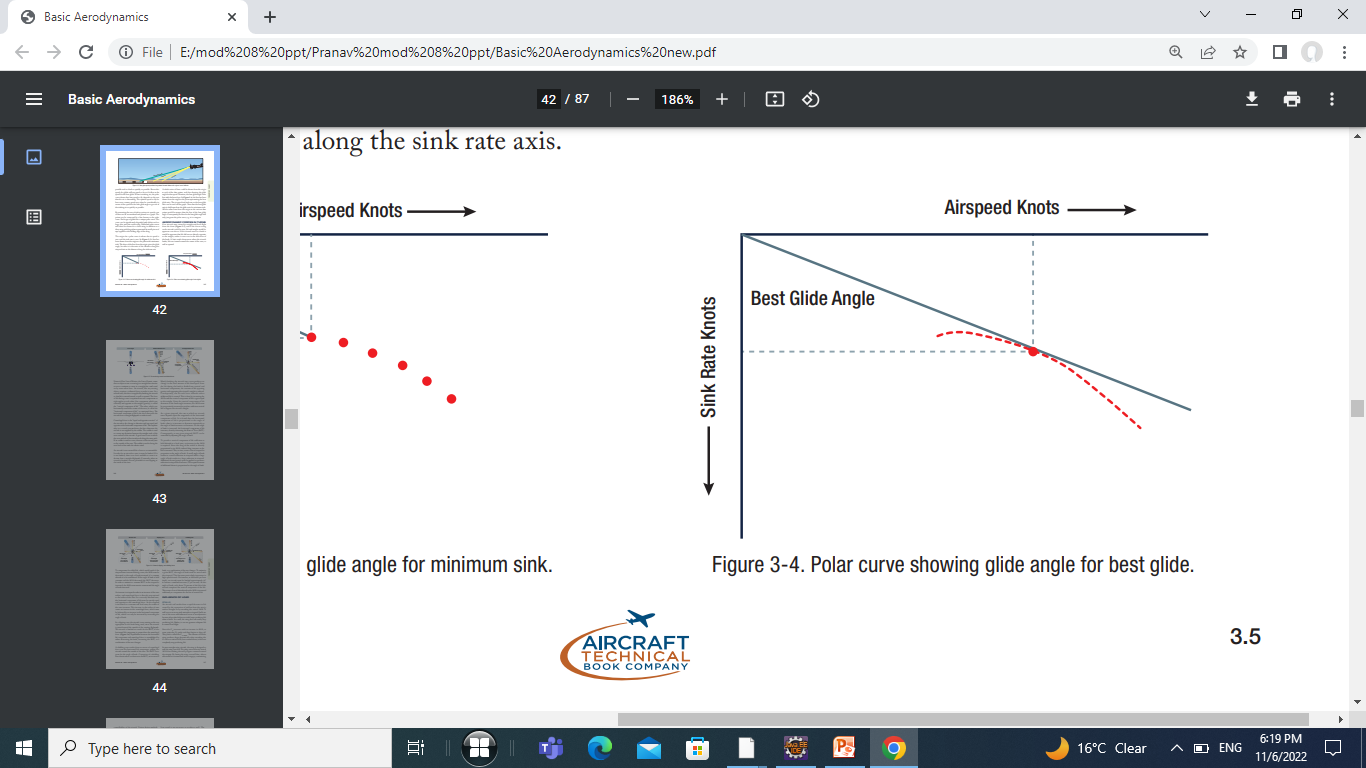 Basic Aerodynamics
File
E:/mod%208%20ppt/Pranav%20mod%208%20ppt/Basic%20Aerodynamics%20new.pdf
Basic Aerodynamics
42 / 87
186%
42
43
44
along the sink rate axis.
irspeed Knots
glide angle for minimum sink.
Airspeed Knots
Best Glide Angle
Sink Rate Knots
Figure 3-4. Polar curve showing glide angle for best glide.
AIRCRAFT
TECHNICAL
BOOK COMPANY
3.5
Type here to search
16°C Clear
ENG
6:19 PM
11/6/2022